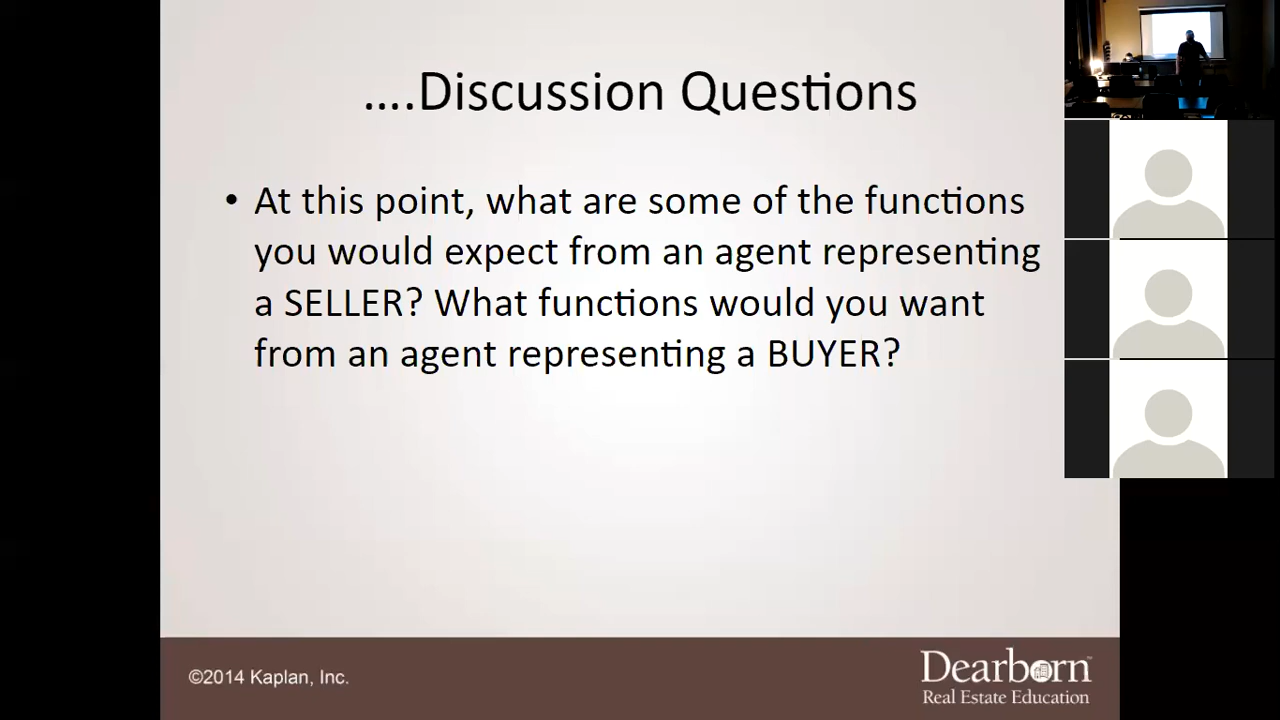 ....Discussion Questions
• At this point, what are some of the functions
you would expect from an agent representing
a SELLER? What functions would you want
from an agent representing a BUYER?
©2014 Kaplan, Inc.
Dearborn™
Real Estate Education